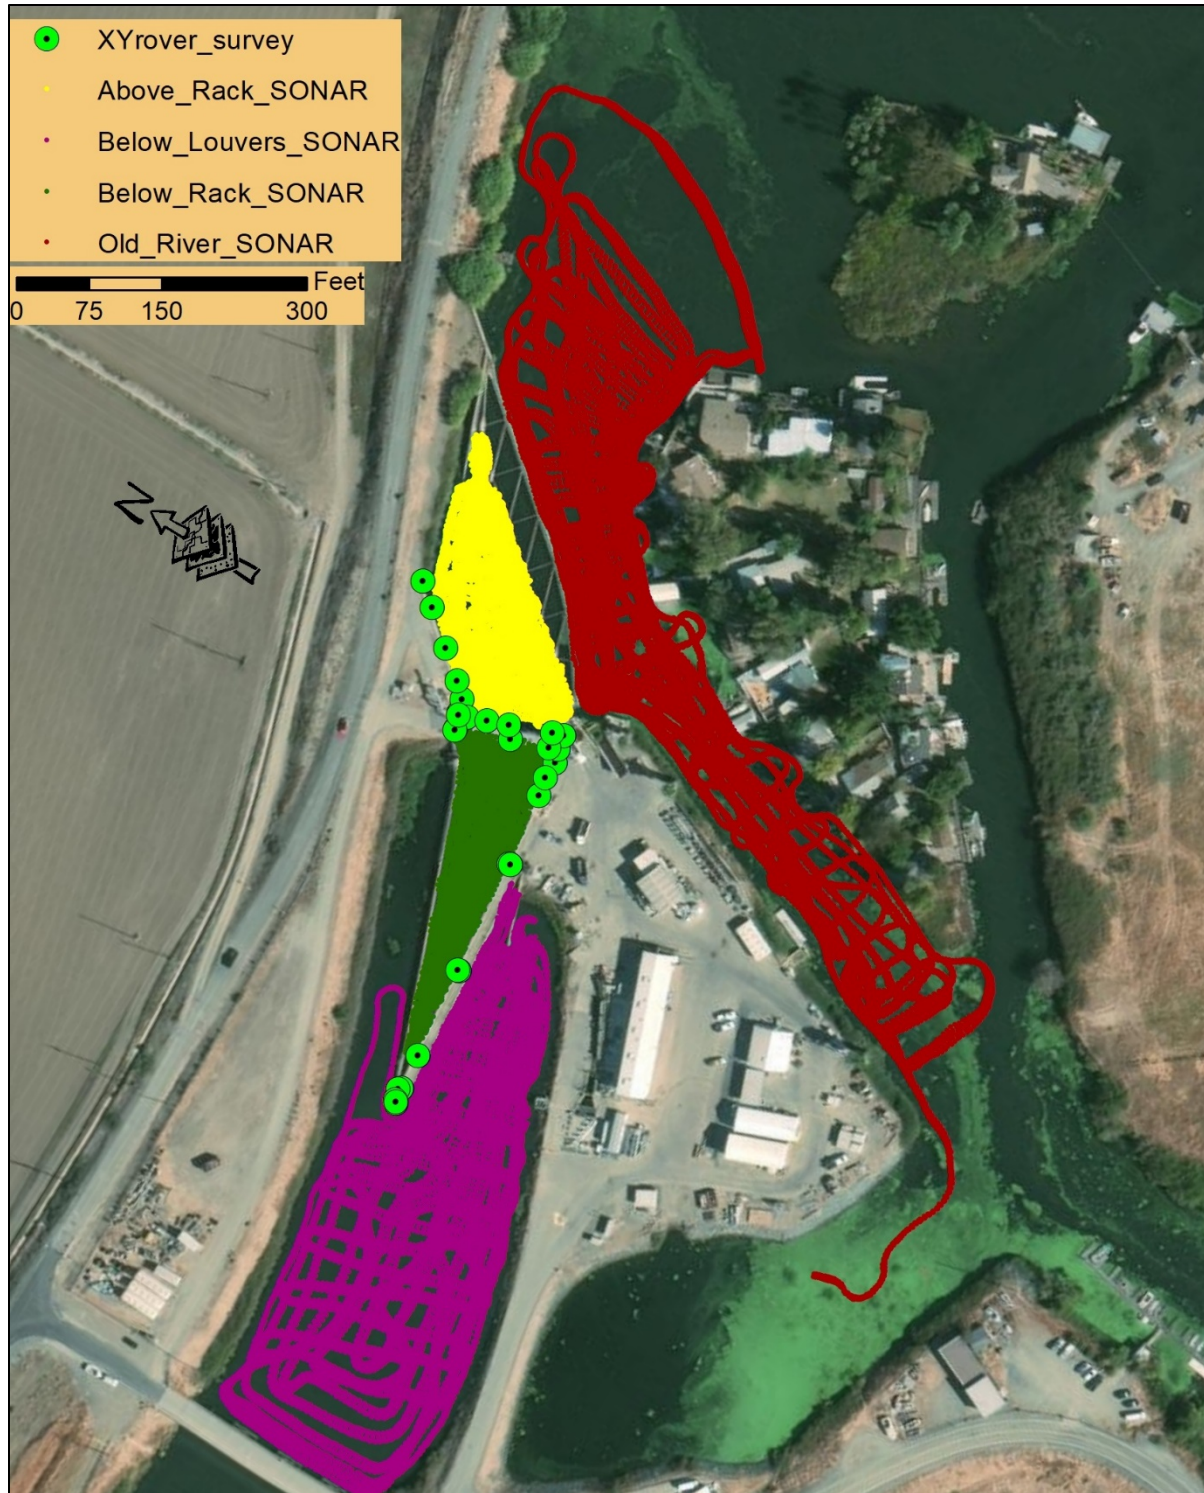 XYrover_survey
Above_Rack_SONAR
Below_Louvers_SONAR
Below_Rack_SONAR
Old_River_SONAR
Feet
0 75 150 300
N